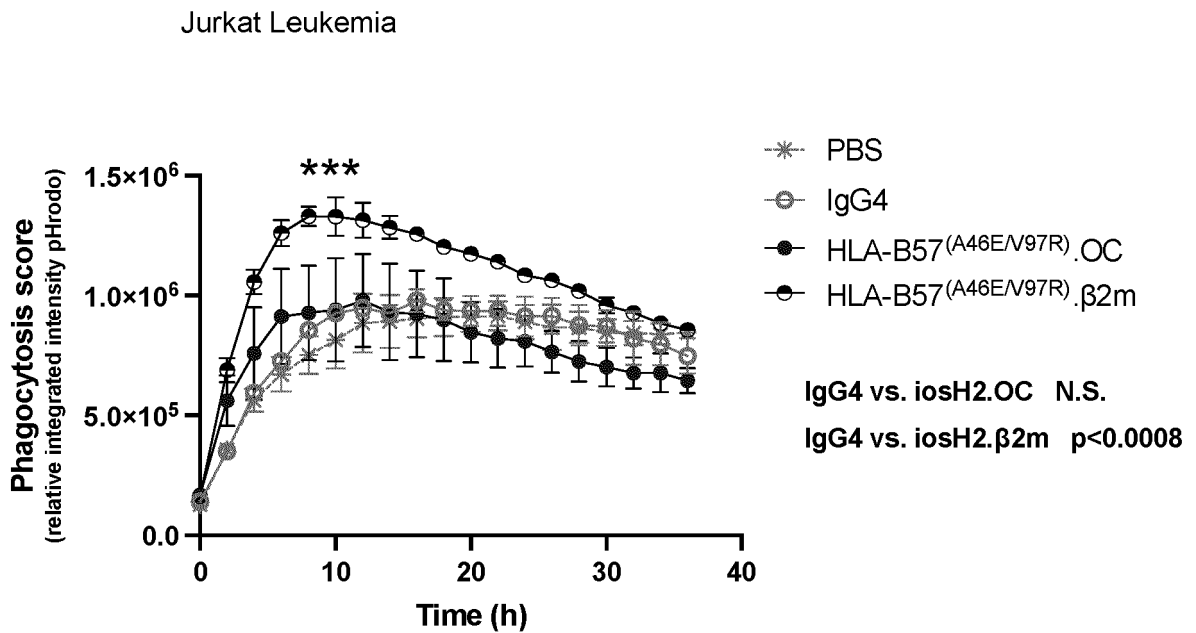 Jurkat Leukemia
***
1.5×10⁶
1.0×10⁶
5.0×10⁵
0.0
0 10 20 30 40
Time (h)
Phagocytosis score
(relative integrated intensity pHrodo)
PBS
IgG4
HLA-B57(A46E/V97R).OC
HLA-B57(A46E/V97R).β2m
IgG4 vs. iosH2.OC N.S.
IgG4 vs. iosH2.β2m p<0.0008